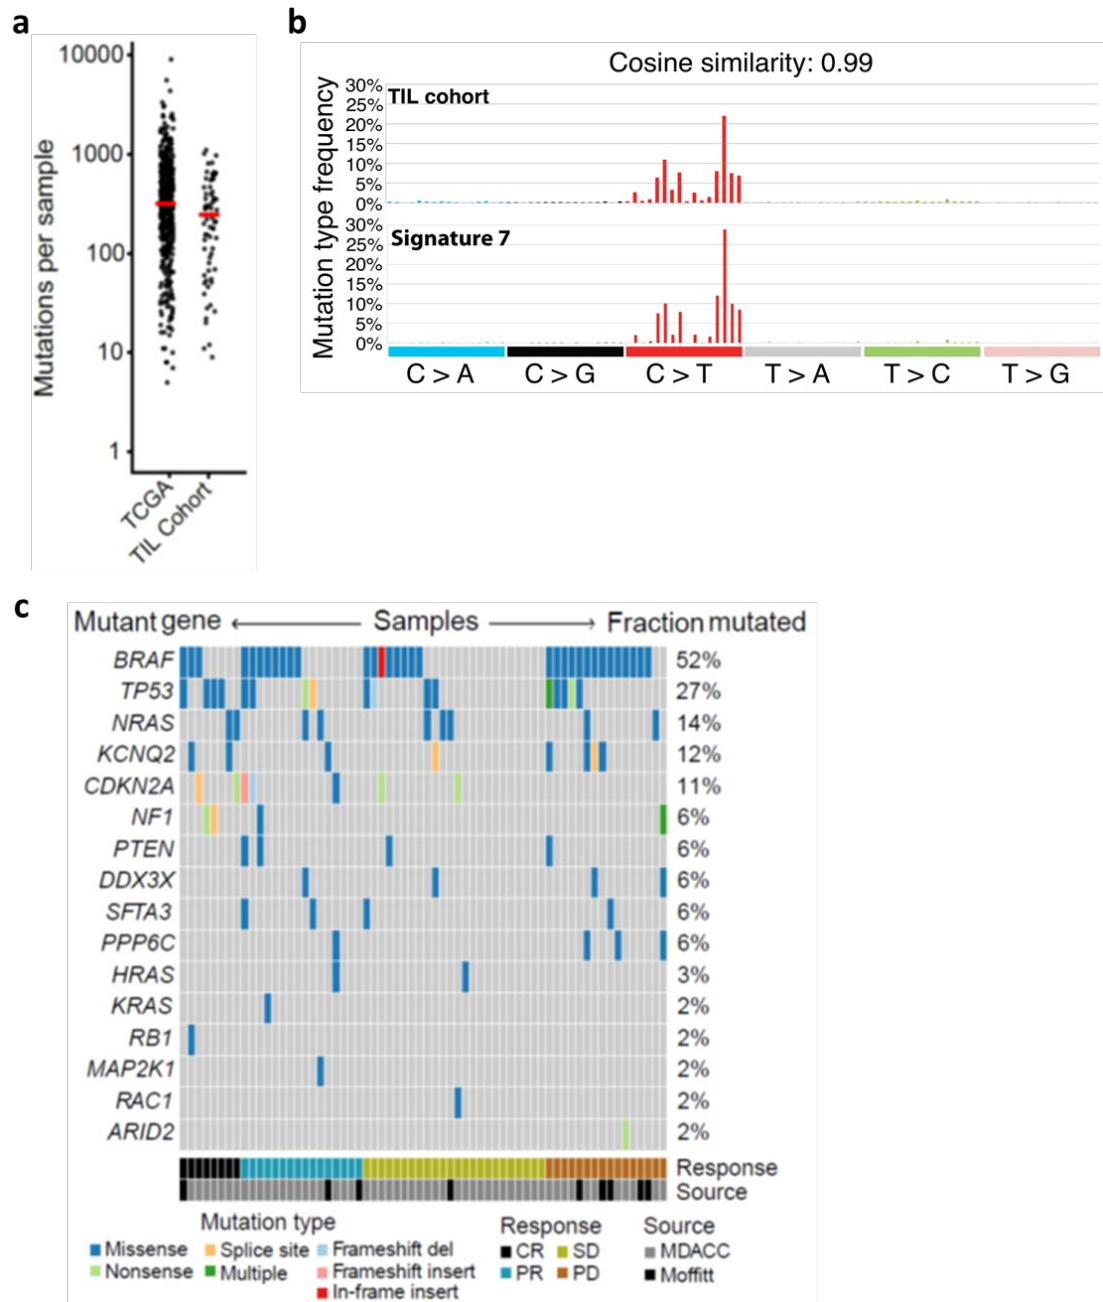 a
10000
1000
100
10
1
Mutations per sample
TCGA
TIL Cohort
b
Cosine similarity: 0.99
Mutation type frequency
30%
25%
20%
15%
10%
5%
0%
TIL cohort
30%
25%
20%
15%
10%
5%
0%
Signature 7
C > A C > G C > T T > A T > C T > G
c
Mutant gene Samples Fraction mutated
BRAF 52%
TP53 27%
NRAS 14%
KCNQ2 12%
CDKN2A 11%
NF1 6%
PTEN 6%
DDX3X 6%
SFTA3 6%
PPP6C 6%
HRAS 3%
KRAS 2%
RB1 2%
MAP2K1 2%
RAC1 2%
ARID2 2%
Response
Source
Mutation type Response Source
Missense Splice site Frameshift del CR SD MDACC
Nonsense Multiple Frameshift insert PR PD Moffitt
In-frame insert